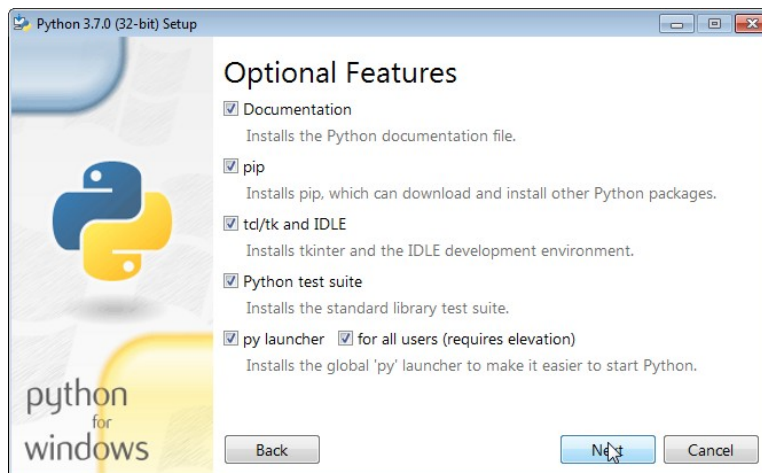 Python 3.7.0 (32-bit) Setup
Optional Features
Documentation
Installs the Python documentation file.
pip
Installs pip, which can download and install other Python packages.
tcl/tk and IDLE
Installs tkinter and the IDLE development environment.
Python test suite
Installs the standard library test suite.
py launcher for all users (requires elevation)
Installs the global 'py' launcher to make it easier to start Python.
python
for
windows
Back Next Cancel